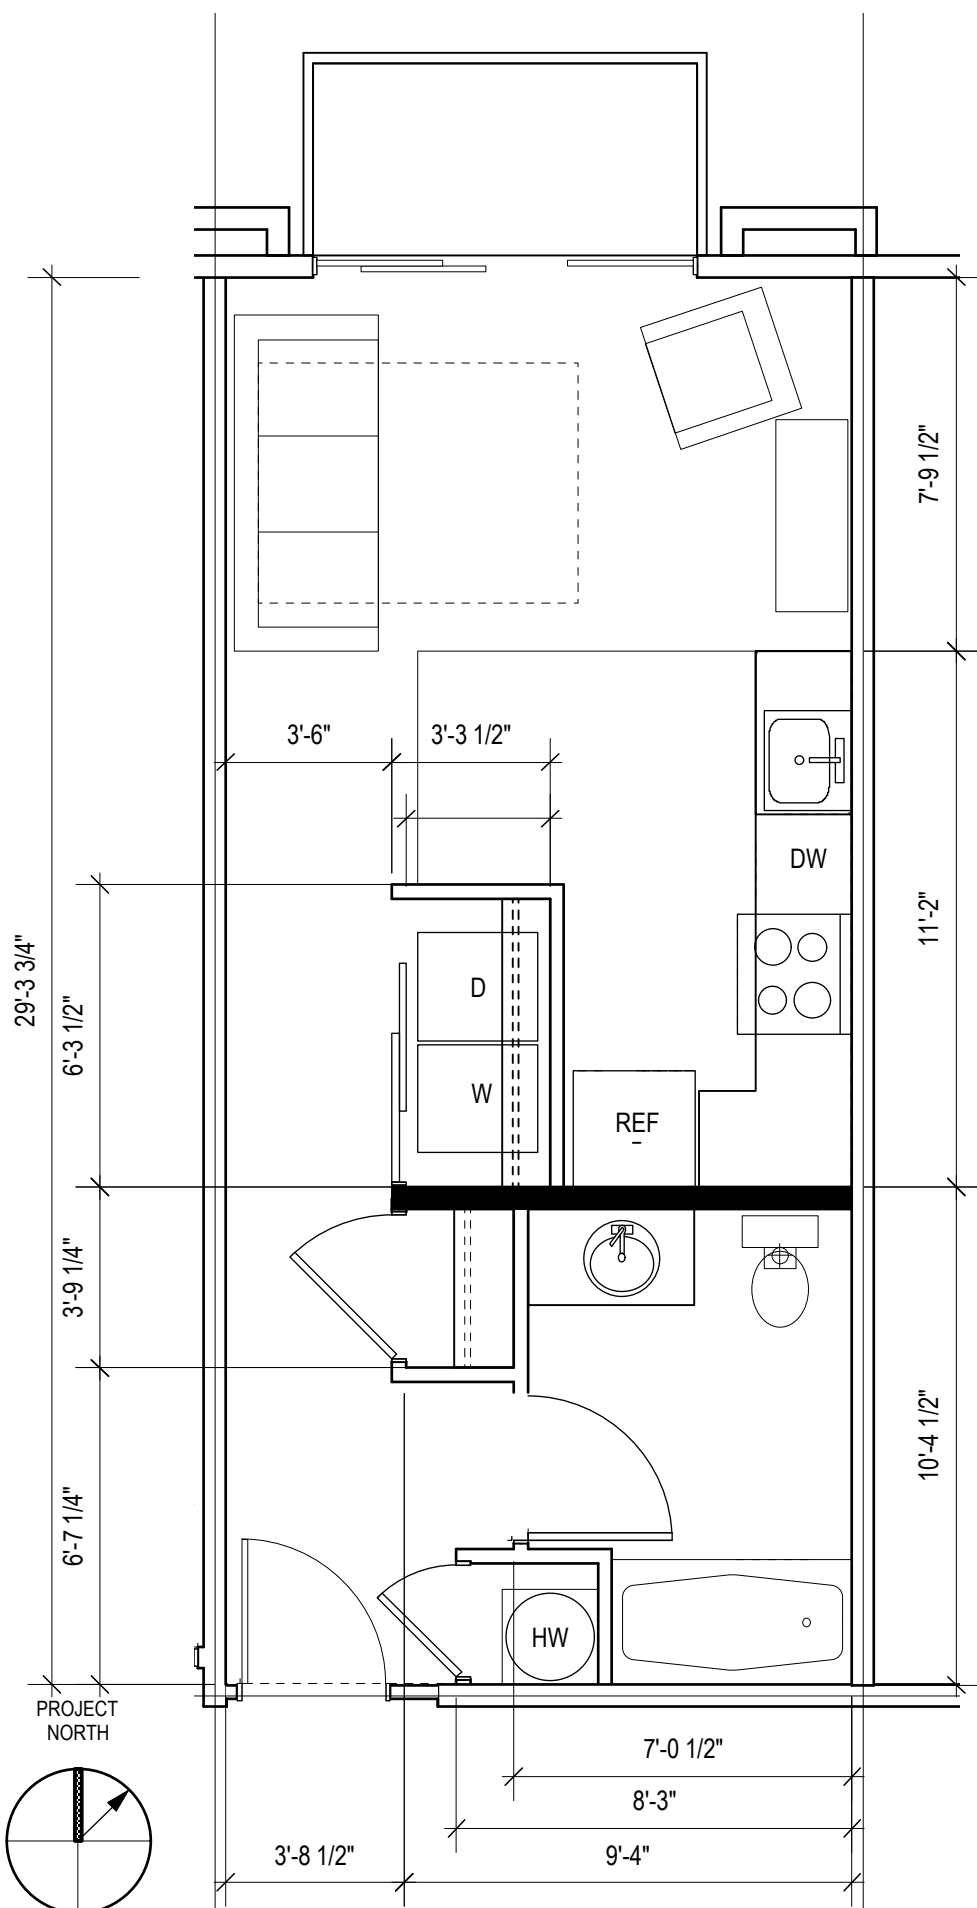 7'-9 1/2"
3'-6"
3'-3 1/2"
DW
11'-2"
29'-3 3/4"
6'-3 1/2"
D
W
REF
3'-9 1/4"
10'-4 1/2"
6'-7 1/4"
HW
PROJECT
NORTH
7'-0 1/2"
8'-3"
3'-8 1/2"
9'-4"